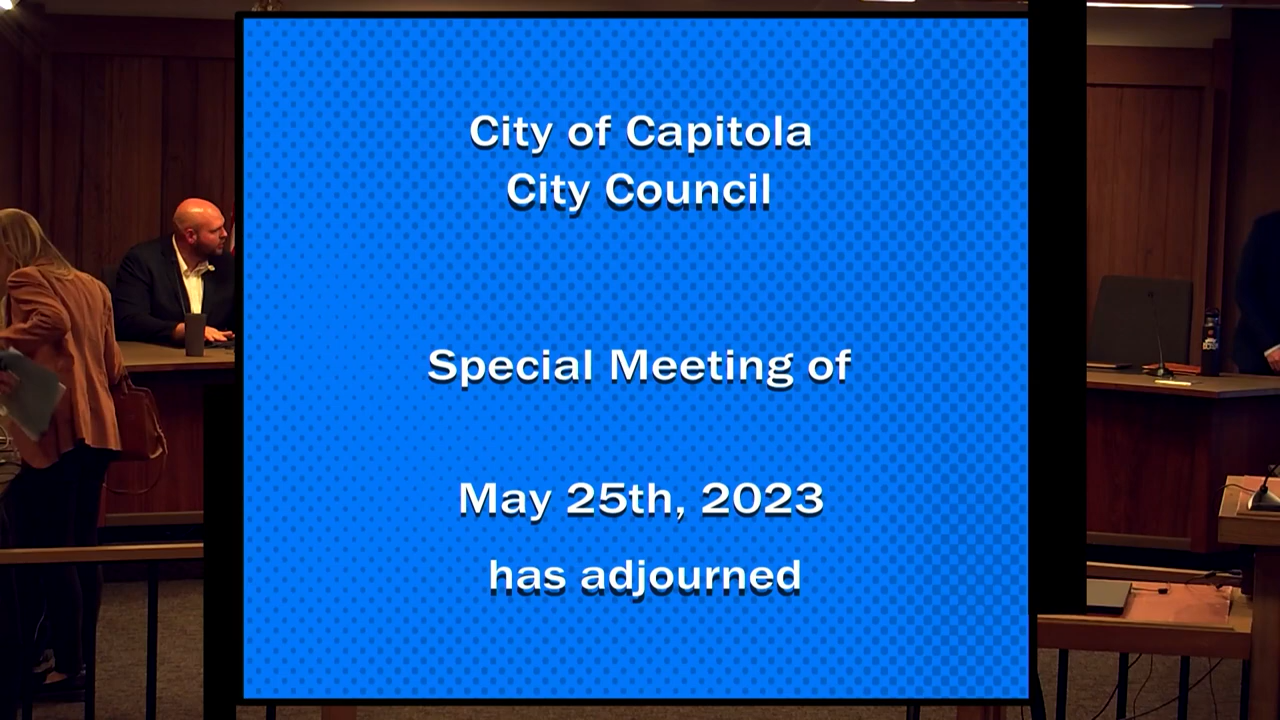 City of Capitola
City Council
Special Meeting of
May 25th, 2023
has adjourned